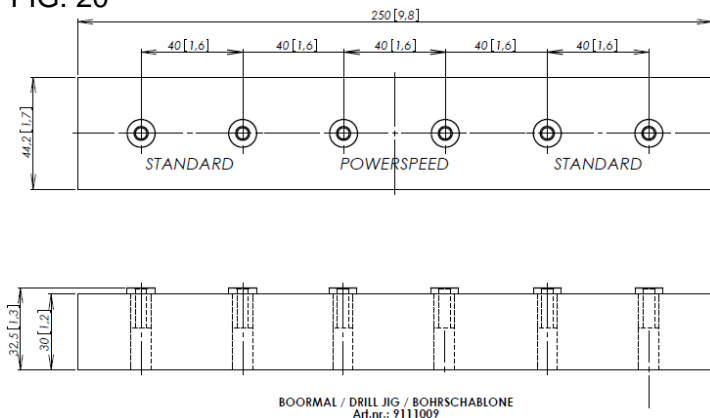 FIG. 20
250 [9,8]
40 [1,6] 40 [1,6] 40 [1,6] 40 [1,6] 40 [1,6]
44,2 [1,7]
STANDARD POWERSPEED STANDARD
32,5 [1,3]
30 [1,2]
BOORMAL / DRILL JIG / BOHRSCHABLONE
Art.nr.: 9111009